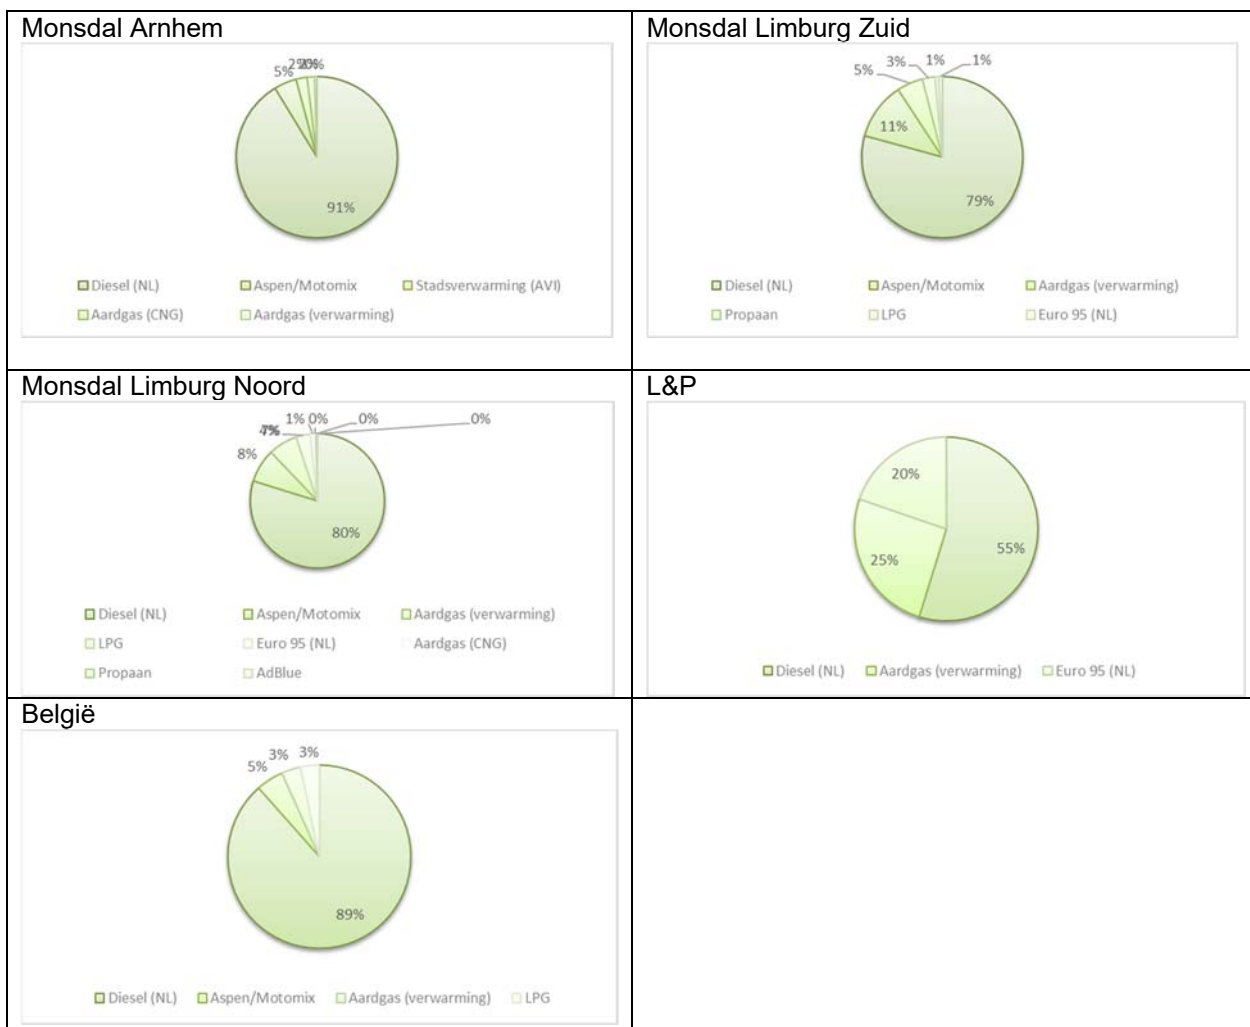 Monsdal Arnhem
5%
91%
Diesel (NL) Aspen/Motomix Stadsverwarming (AVI)
Aardgas (CNG) Aardgas (verwarming)
Monsdal Limburg Zuid
5% 3% 1% 1%
11%
79%
Diesel (NL) Aspen/Motomix Aardgas (verwarming)
Propaan LPG Euro 95 (NL)
Monsdal Limburg Noord
1% 0% 0% 0%
8%
80%
Diesel (NL) Aspen/Motomix Aardgas (verwarming)
LPG Euro 95 (NL) Aardgas (CNG)
Propaan AdBlue
L&P
20%
55%
25%
Diesel (NL) Aardgas (verwarming) Euro 95 (NL)
België
5% 3% 3%
89%
Diesel (NL) Aspen/Motomix Aardgas (verwarming) LPG